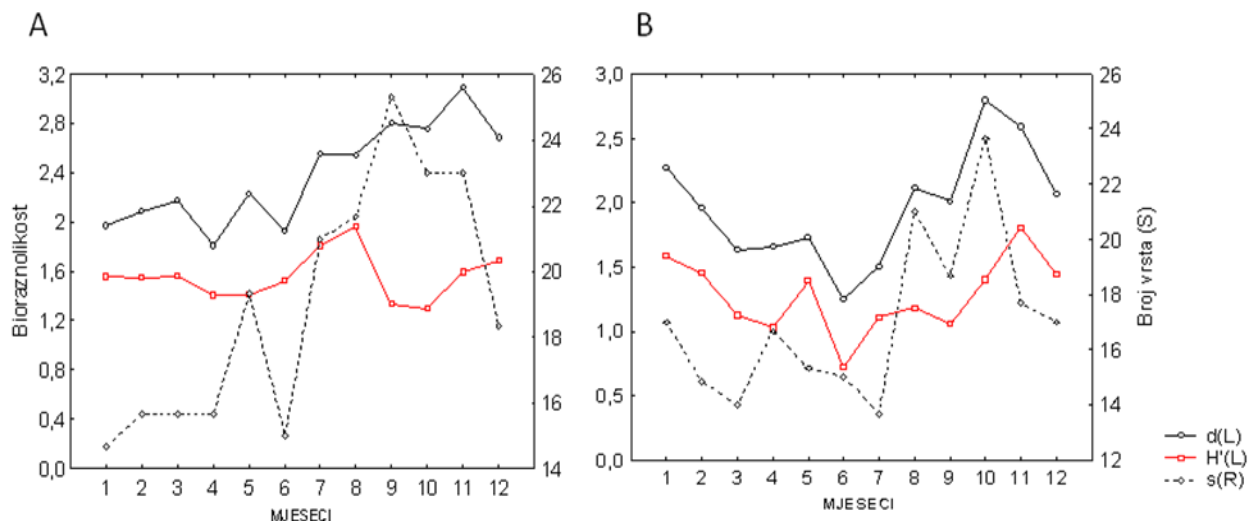 A
3,2
2,8
2,4
2
1,6
1,2
0,8
0,4
0,0
Bioraznolikost
26
24
22
20
18
16
14
1 2 3 4 5 6 7 8 9 10 11 12
MJESECI
B
3,0
2,5
2,0
1,5
1,0
0,5
0,0
26
24
22
20
18
16
14
12
Broj vrsta (S)
1 2 3 4 5 6 7 8 9 10 11 12
MJESECI
d(L)
H'(L)
s(R)